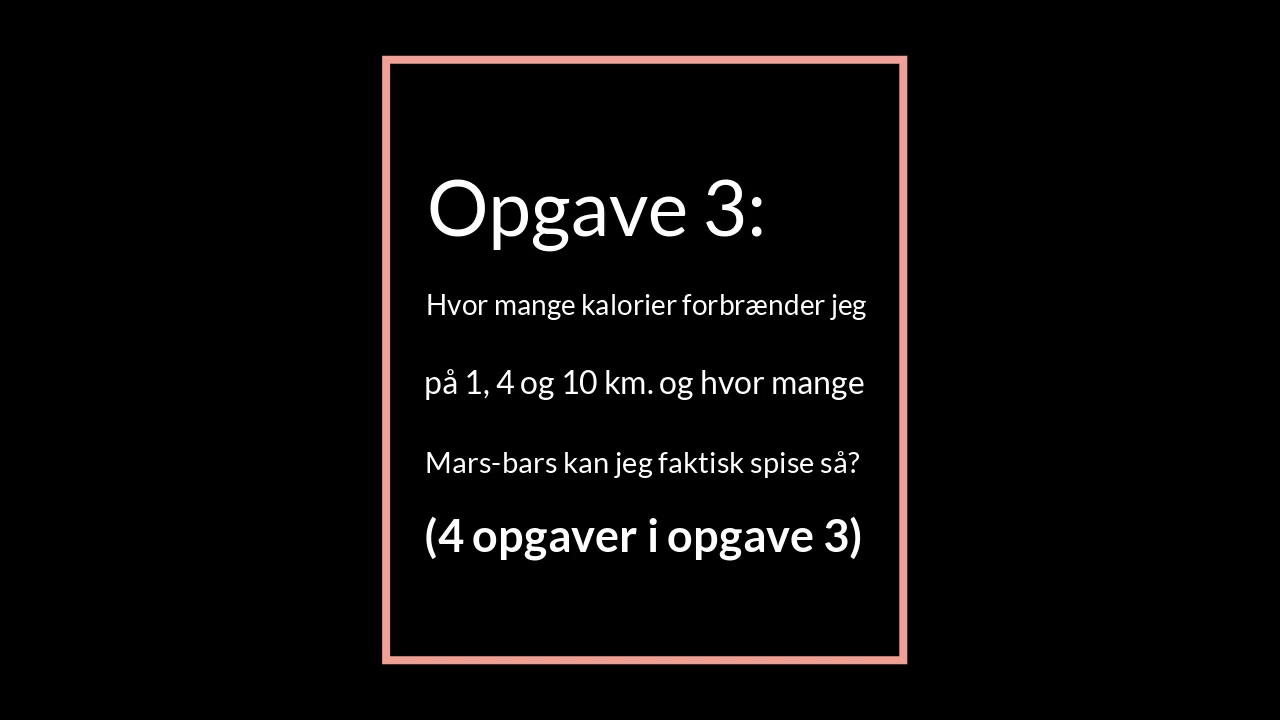 Opgave 3:
Hvor mange kalorier forbrænder jeg
på 1, 4 og 10 km. og hvor mange
Mars-bars kan jeg faktisk spise så?
(4 opgaver i opgave 3)